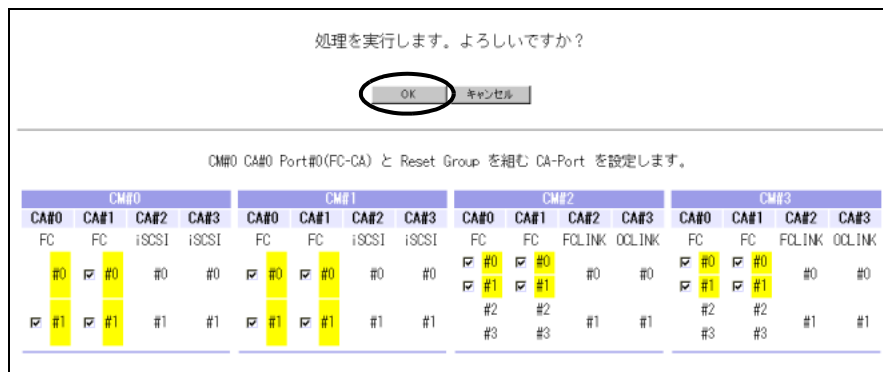 処理を実行します。よろしいですか？
OK キャンセル
CM#0 CA#0 Port#0(FC-CA) と Reset Group を組む CA-Port を設定します。
CM#0 CM#1 CM#2 CM#3
CA#0 CA#1 CA#2 CA#3 CA#0 CA#1 CA#2 CA#3 CA#0 CA#1 CA#2 CA#3 CA#0 CA#1 CA#2 CA#3
FC FC iSCSI iSCSI FC FC iSCSI iSCSI FC FC FCLINK OCLINK FC FC FCLINK OCLINK
#0 #0 #0 #0 #0 #0 #0 #0 #0 #0 #0 #0 #0 #0 #0 #0
#1 #1 #1 #1
#1 #1 #1 #1 #1 #1 #1 #1 #2 #2 #1 #1 #2 #2 #1 #1
#3 #3 #3 #3